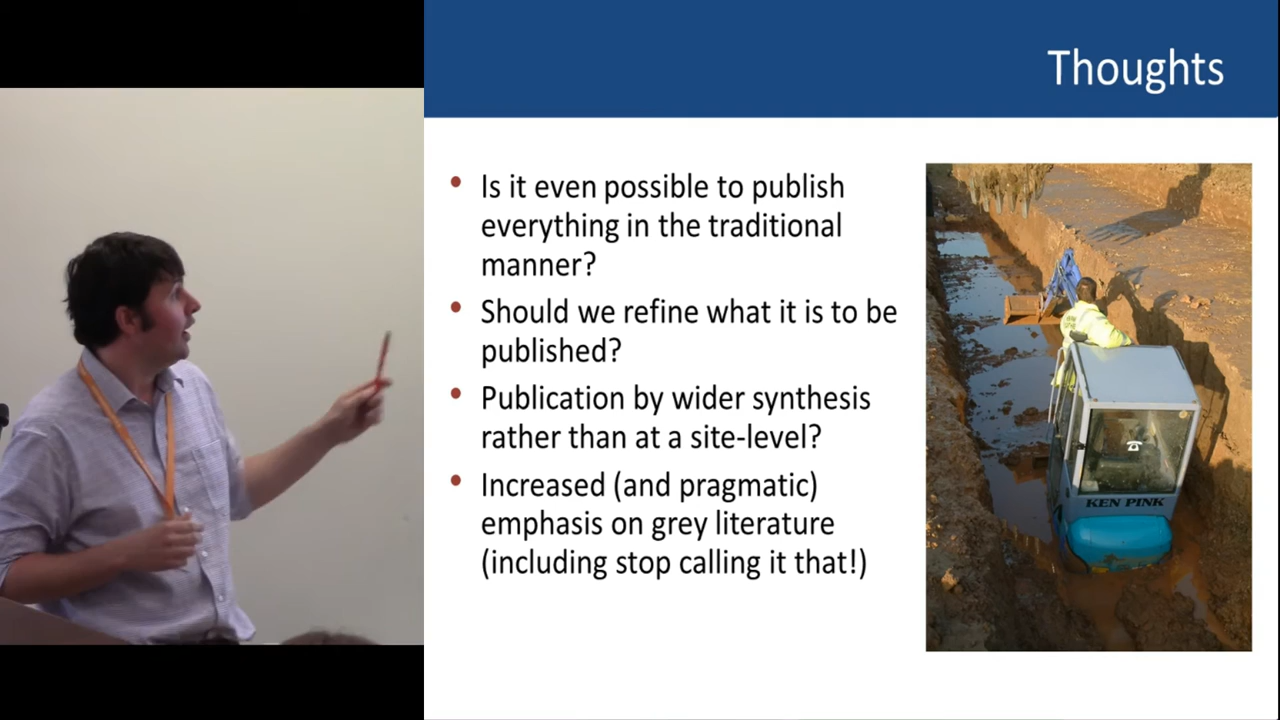 Thoughts
• Is it even possible to publish
everything in the traditional
manner?
• Should we refine what it is to be
published?
• Publication by wider synthesis
rather than at a site-level?
• Increased (and pragmatic)
emphasis on grey literature
(including stop calling it that!)
KEN PINK